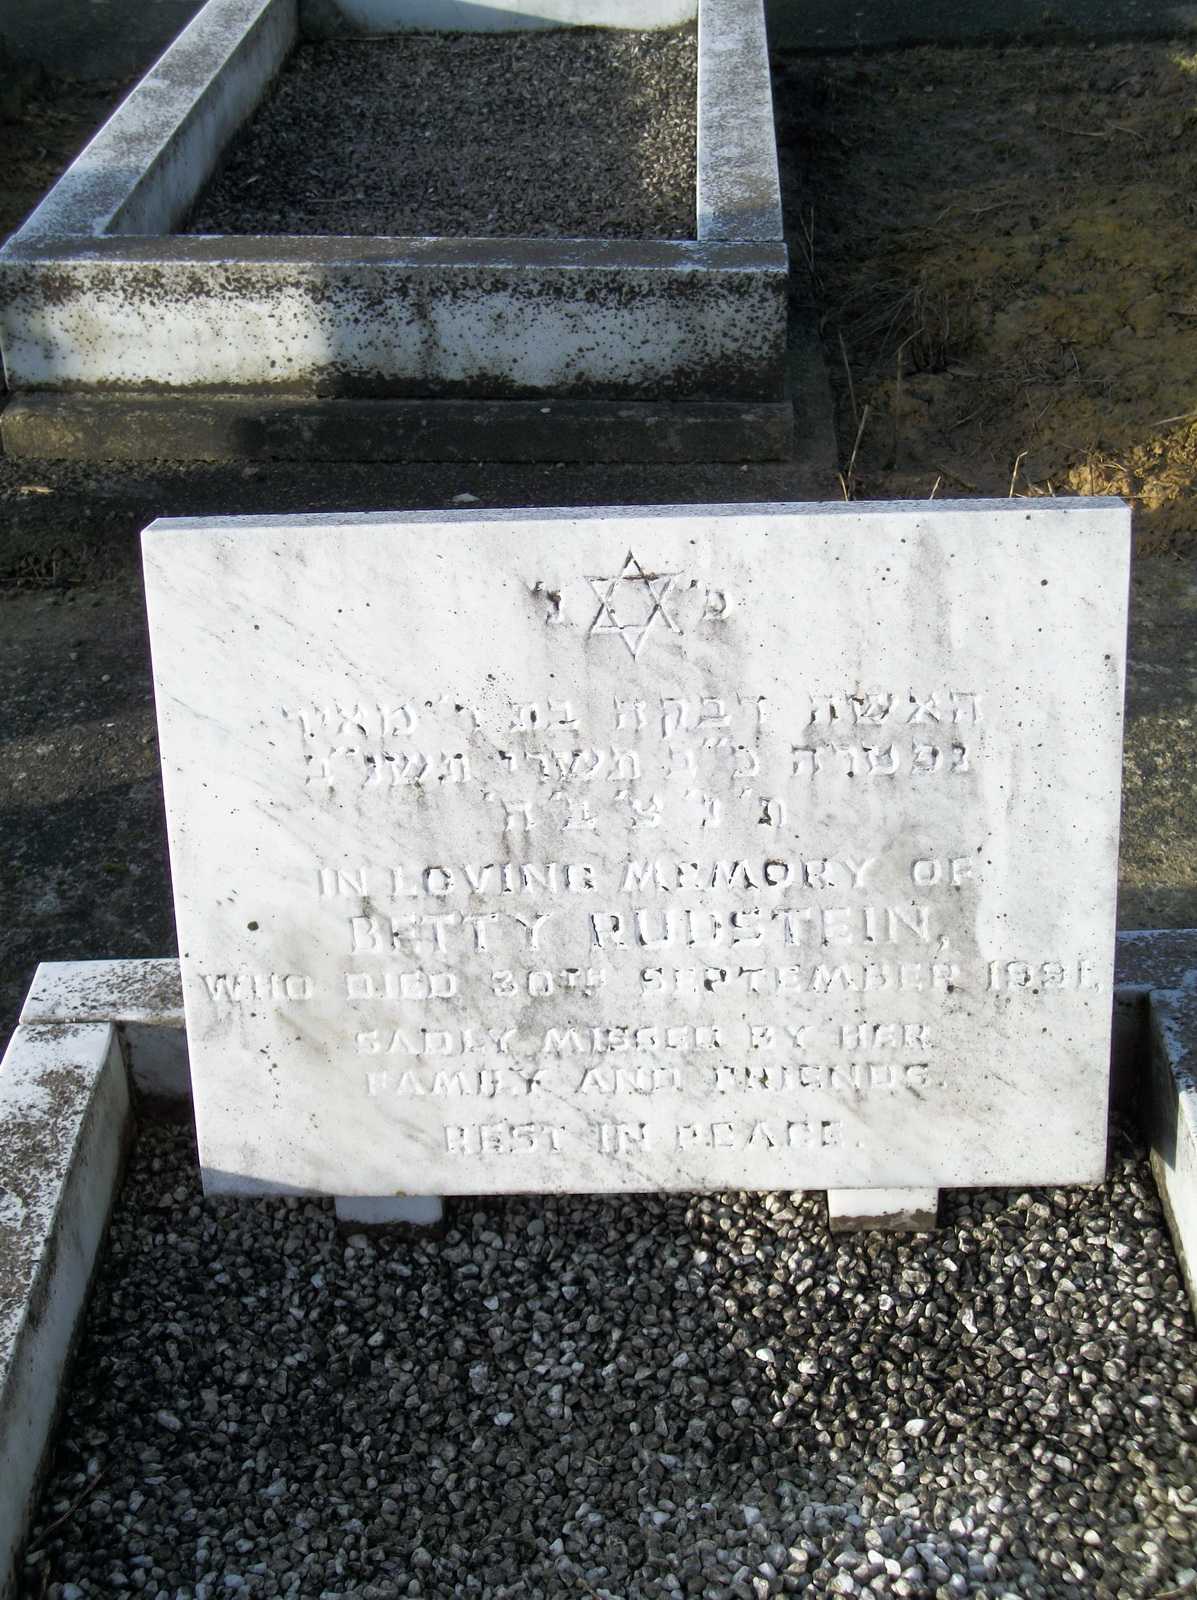 פ' נ'
האשה רבקה בת ר' מאיר
נפטרה כ"ב תשרי תשנ"ב
ת' נ' צ' ב' ה'
IN LOVING MEMORY OF
BETTY RUDSTEIN,
WHO DIED 30TH SEPTEMBER 1991,
SADLY MISSED BY HER
FAMILY AND FRIENDS.
REST IN PEACE.